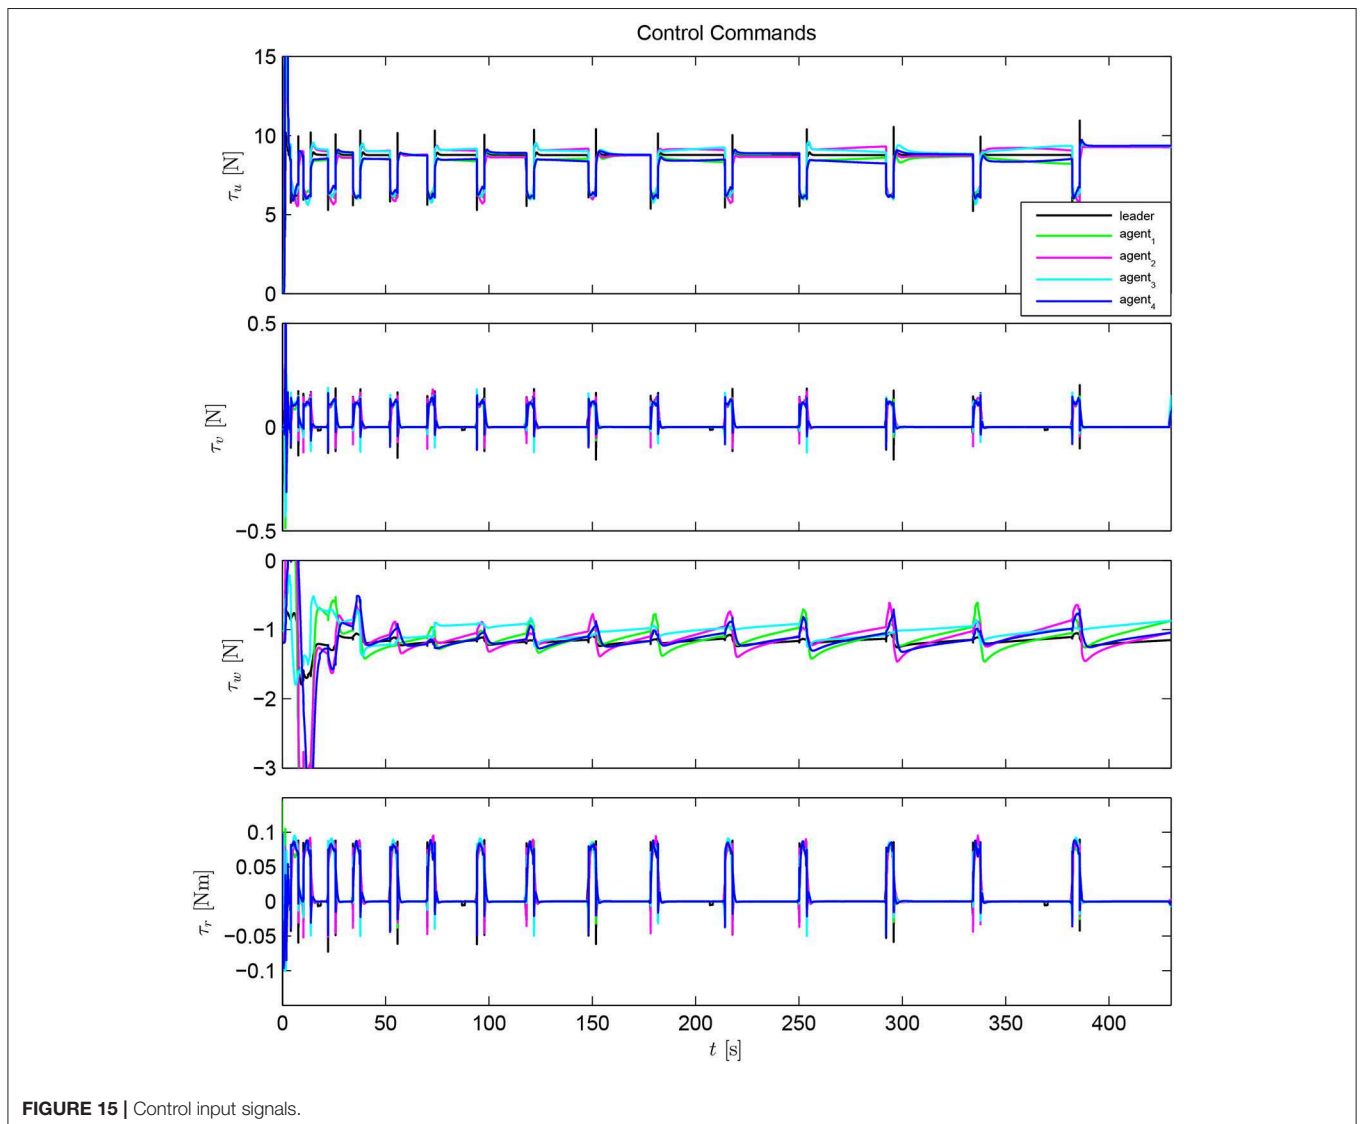 Control Commands
15
10
5
0
τu [N]
leader
agent1
agent2
agent3
agent4
0.5
0
−0.5
τv [N]
0
−1
−2
−3
τw [N]
0.1
0.05
0
−0.05
−0.1
τr [Nm]
0 50 100 150 200 250 300 350 400
t [s]
FIGURE 15 | Control input signals.